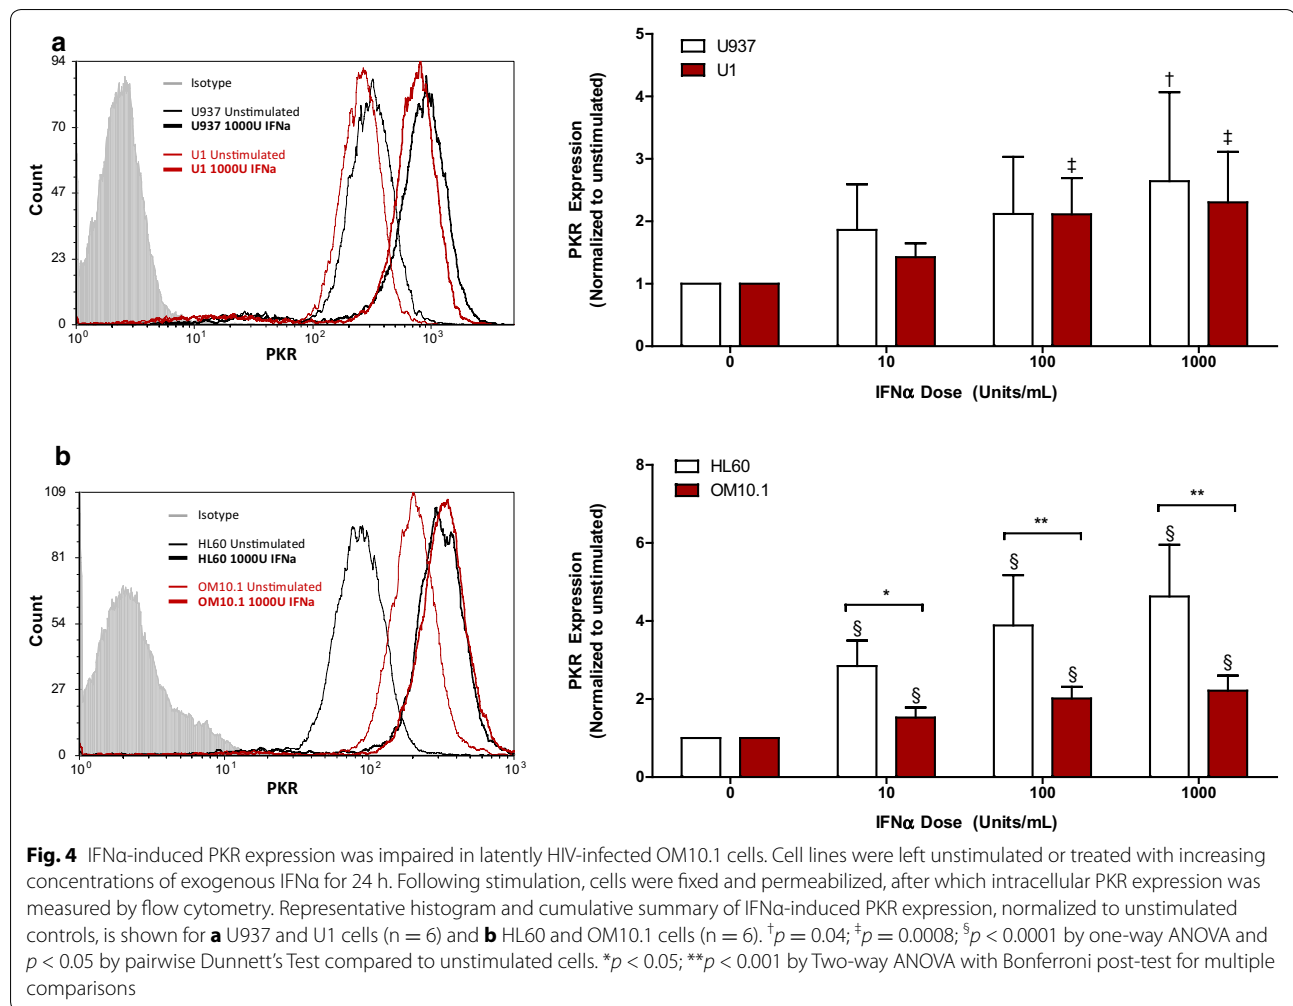 a
94
70
47
23
0
Count
10⁰
10¹
10²
10³
PKR
Isotype
U937 Unstimulated
U937 1000U IFNa
U1 Unstimulated
U1 1000U IFNa
5
4
3
2
1
0
PKR Expression
(Normalized to unstimulated)
U937
U1
‡
†
‡
0
10
100
1000
IFNα Dose (Units/mL)
b
109
81
54
27
0
Count
10⁰
10¹
10²
10³
PKR
Isotype
HL60 Unstimulated
HL60 1000U IFNa
OM10.1 Unstimulated
OM10.1 1000U IFNa
8
6
4
2
0
PKR Expression
(Normalized to unstimulated)
HL60
OM10.1
*
§
§
**
§
§
**
§
§
0
10
100
1000
IFNα Dose (Units/mL)
Fig. 4 IFNα-induced PKR expression was impaired in latently HIV-infected OM10.1 cells. Cell lines were left unstimulated or treated with increasing
concentrations of exogenous IFNα for 24 h. Following stimulation, cells were fixed and permeabilized, after which intracellular PKR expression was
measured by flow cytometry. Representative histogram and cumulative summary of IFNα-induced PKR expression, normalized to unstimulated
controls, is shown for a U937 and U1 cells (n = 6) and b HL60 and OM10.1 cells (n = 6). †p = 0.04; ‡p = 0.0008; §p < 0.0001 by one-way ANOVA and
p < 0.05 by pairwise Dunnett’s Test compared to unstimulated cells. *p < 0.05; **p < 0.001 by Two-way ANOVA with Bonferroni post-test for multiple
comparisons